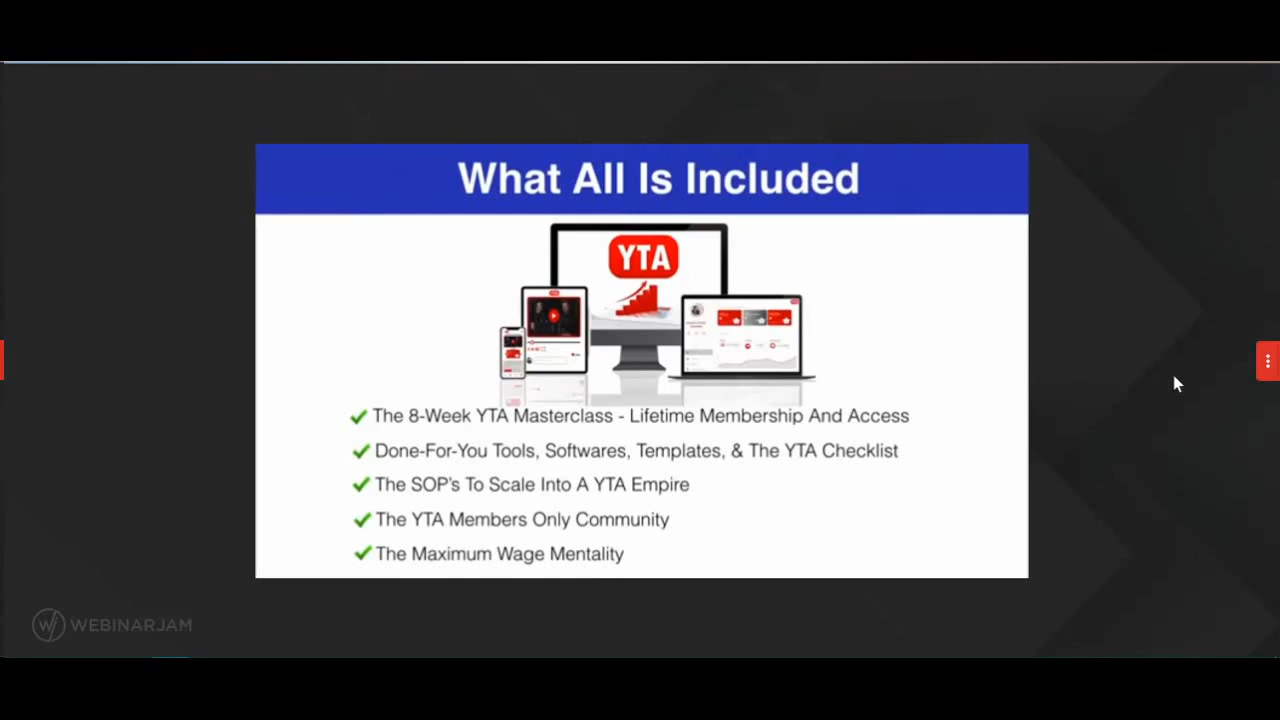 What All Is Included
YTA
The 8-Week YTA Masterclass - Lifetime Membership And Access
Done-For-You Tools, Softwares, Templates, & The YTA Checklist
The SOP's To Scale Into A YTA Empire
The YTA Members Only Community
The Maximum Wage Mentality
WEBINARJAM